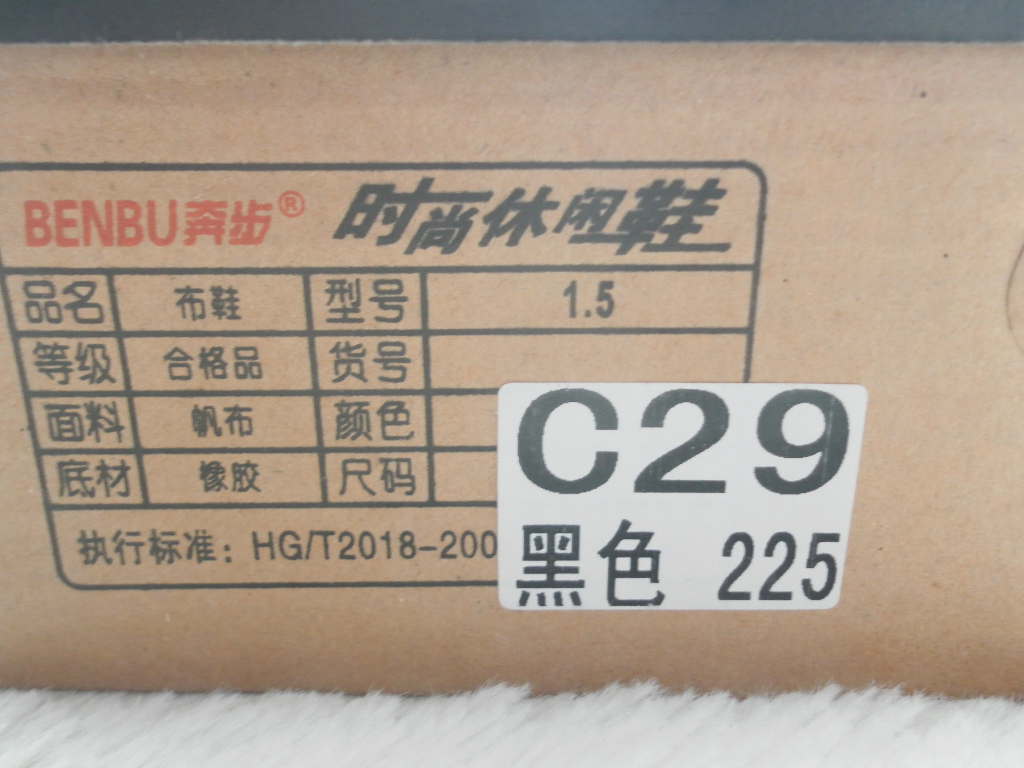 BENBU奔步® 时尚休闲鞋
品名 布鞋 型号 1.5
等级 合格品 货号
面料 帆布 颜色
底材 橡胶 尺码
执行标准：HG/T2018-200
C29
黑色 225